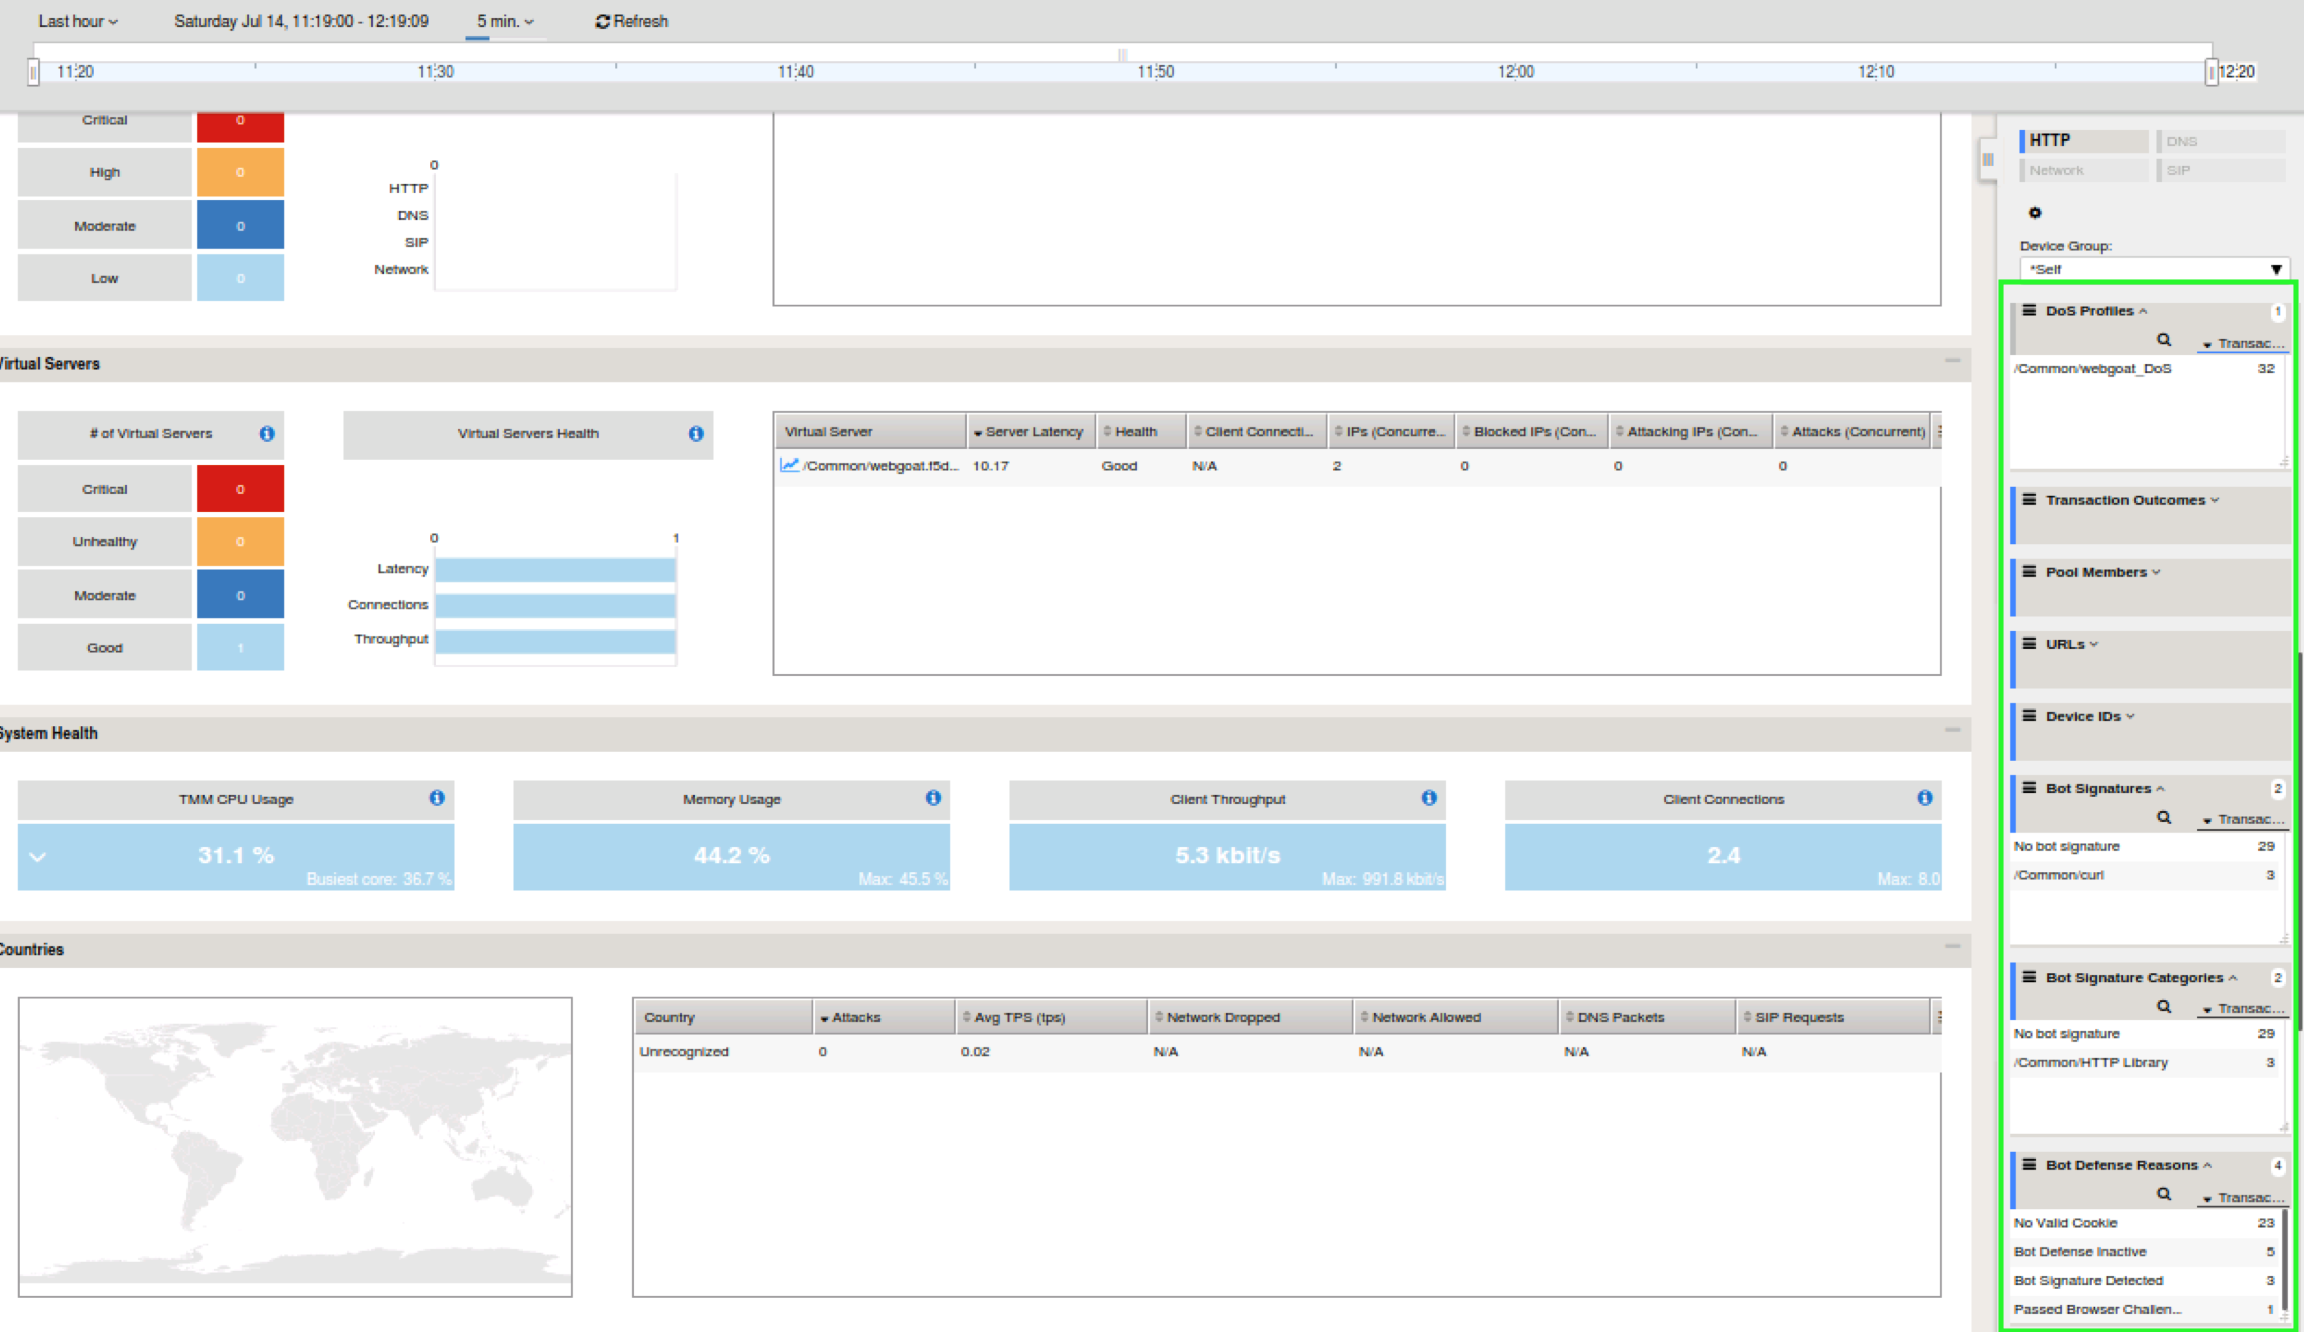 Last hour Saturday Jul 14, 11:19:00 - 12:19:09 5 min. Refresh
11:20 11:30 11:40 11:50 12:00 12:10 12:20
Critical 0
High 0
Moderate 0
Low 0
0
HTTP
DNS
SIP
Network
Virtual Servers
# of Virtual Servers
Critical 0
Unhealthy 0
Moderate 0
Good 1
Virtual Servers Health
0 1
Latency
Connections
Throughput
Virtual Server Server Latency Health Client Connecti... IPs (Concurre... Blocked IPs (Con... Attacking IPs (Con... Attacks (Concurrent)
/Common/webgoat.f5d... 10.17 Good N/A 2 0 0 0
System Health
TMM CPU Usage
31.1 %
Busiest core: 36.7 %
Memory Usage
44.2 %
Max: 45.5 %
Client Throughput
5.3 kbit/s
Max: 991.8 kbit/s
Client Connections
2.4
Max: 8.0
Countries
Country Attacks Avg TPS (tps) Network Dropped Network Allowed DNS Packets SIP Requests
Unrecognized 0 0.02 N/A N/A N/A N/A
HTTP DNS
Network SIP
Device Group:
*Self
DoS Profiles 1
Transac...
/Common/webgoat_DoS 32
Transaction Outcomes
Pool Members
URLs
Device IDs
Bot Signatures 2
Transac...
No bot signature 29
/Common/curl 3
Bot Signature Categories 2
Transac...
No bot signature 29
/Common/HTTP Library 3
Bot Defense Reasons 4
Transac...
No Valid Cookie 23
Bot Defense Inactive 5
Bot Signature Detected 3
Passed Browser Challen... 1